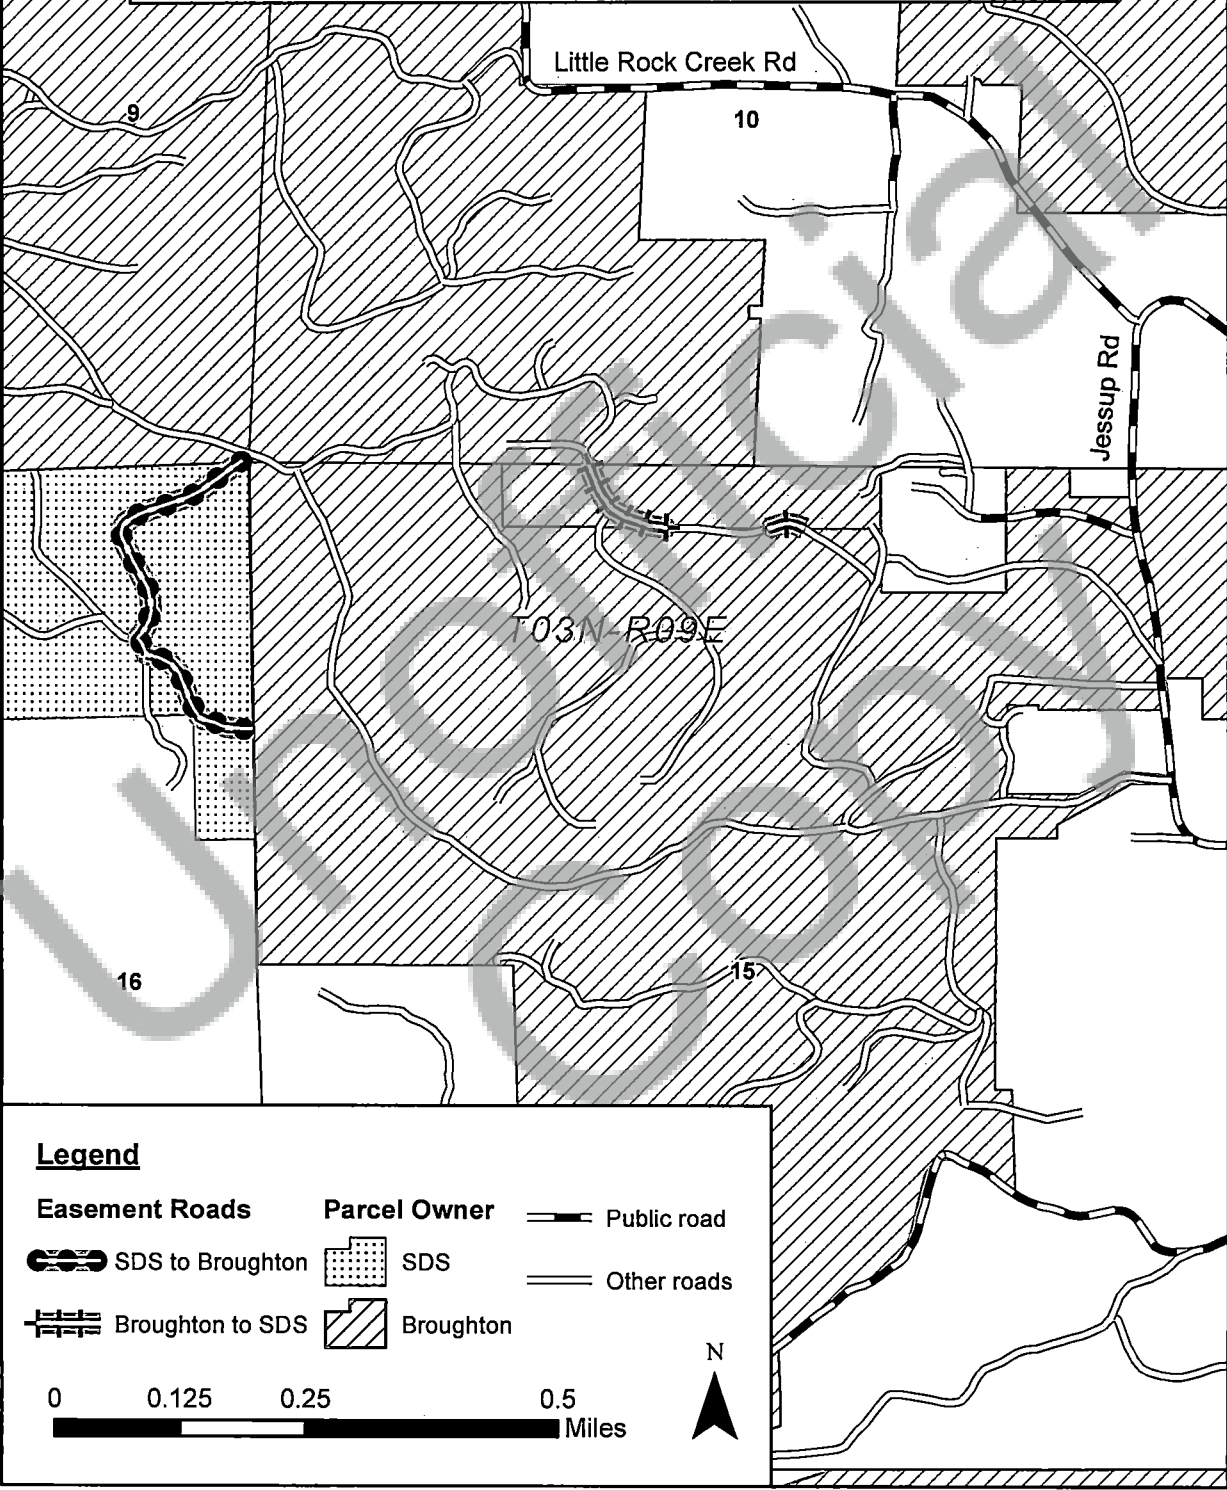 Little Rock Creek Rd
9
10
Jessup Rd
T03N-R09E
15
16
Unofficial
Copy
Legend
Easement Roads
SDS to Broughton
Broughton to SDS
Parcel Owner
SDS
Broughton
Public road
Other roads
0 0.125 0.25 0.5
Miles
N